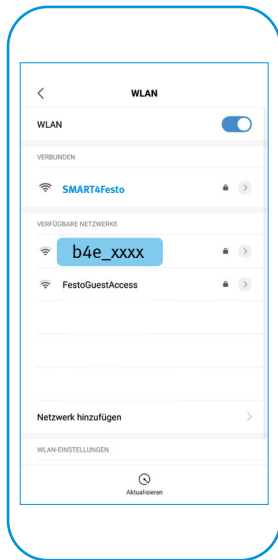 WLAN
WLAN
VERBUNDEN
SMART4Festo
VERFÜGBARE NETZWERKE
b4e_xxxx
FestoGuestAccess
Netzwerk hinzufügen
WLAN-EINSTELLUNGEN
Aktualisieren